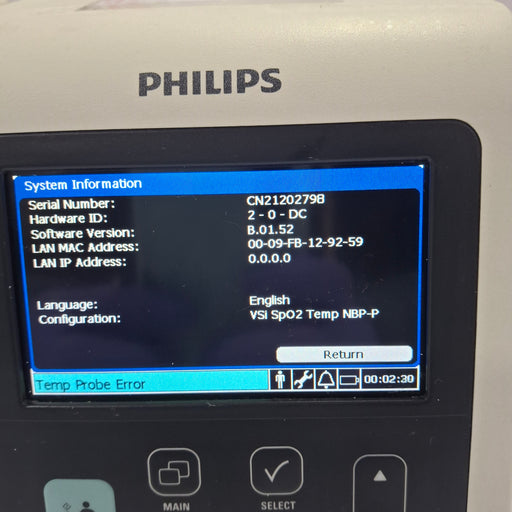 PHILIPS
System Information
Serial Number: CN21202798
Hardware ID: 2 - 0 - DC
Software Version: B.01.52
LAN MAC Address: 00-09-FB-12-92-59
LAN IP Address: 0.0.0.0
Language: English
Configuration: VSI SpO2 Temp NBP-P
Return
Temp Probe Error 00:02:30
MAIN SELECT